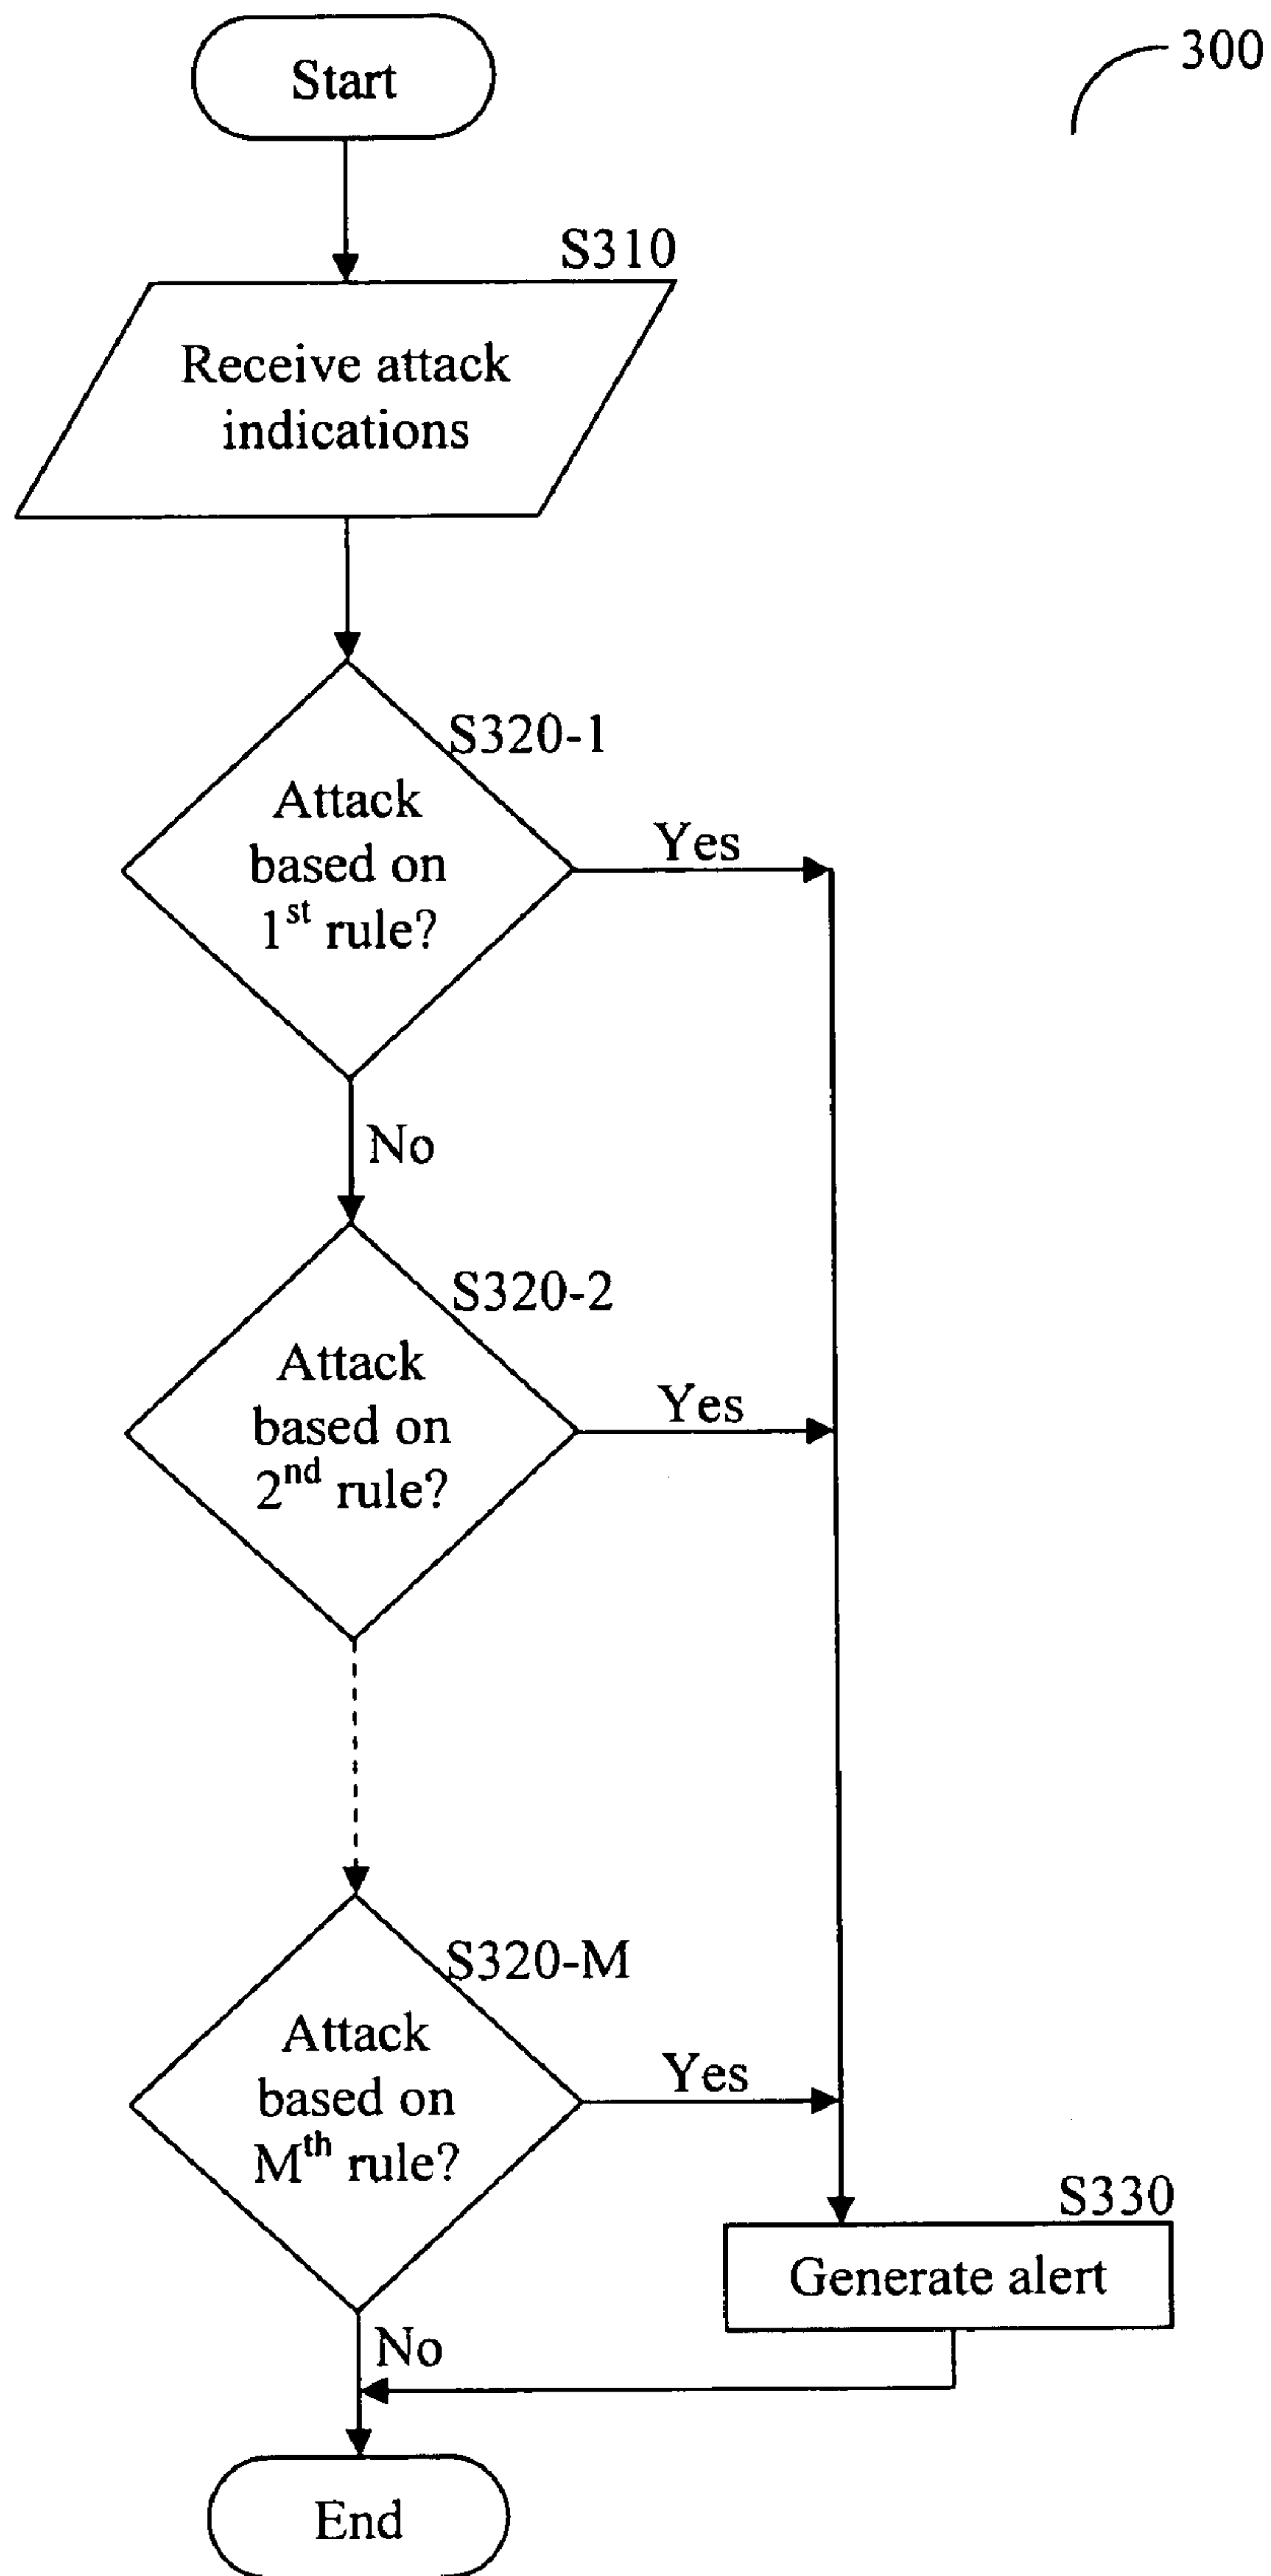 300
Start
S310
Receive attack
indications
S320-1
Attack
based on
1st rule?
Yes
No
S320-2
Attack
based on
2nd rule?
Yes
S320-M
Attack
based on
Mth rule?
Yes
S330
Generate alert
No
End